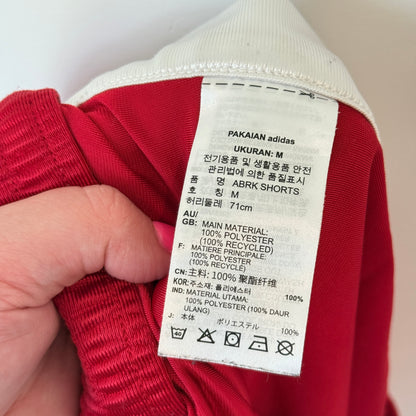 PAKAIAN adidas
UKURAN: M
전기용품 및 생활용품 안전
관리법에 의한 품질표시
품 명 ABRK SHORTS
호 칭 M
허리둘레 71cm
AU/
GB: MAIN MATERIAL:
100% POLYESTER
(100% RECYCLED)
F: MATIERE PRINCIPALE:
100% POLYESTER
(100% RECYCLÉ)
CN: 主料: 100% 聚酯纤维
KOR: 주소재: 폴리에스터 100%
IND: MATERIAL UTAMA:
100% POLYESTER (100% DAUR
ULANG)
J: 本体 ポリエステル 100%
40